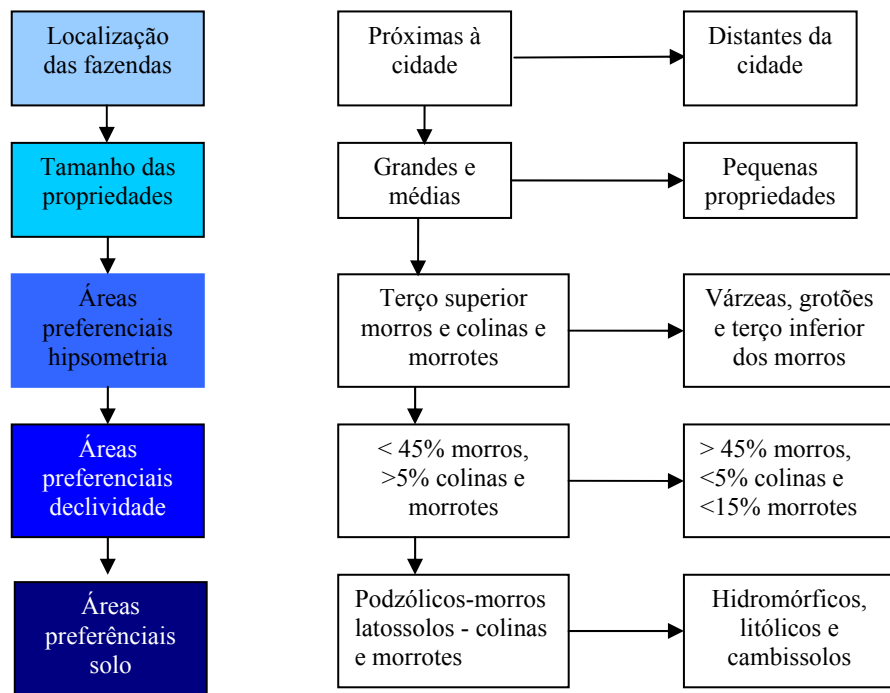 Localização
das fazendas
Próximas à
cidade
Distantes da
cidade
Tamanho das
propriedades
Grandes e
médias
Pequenas
propriedades
Áreas
preferenciais
hipsometria
Terço superior
morros e colinas e
morrotes
Várzeas, grotões
e terço inferior
dos morros
Áreas
preferenciais
declividade
< 45% morros,
>5% colinas e
morrotes
> 45% morros,
<5% colinas e
<15% morrotes
Áreas
preferênciais
solo
Podzólicos-morros
latossolos - colinas
e morrotes
Hidromórficos,
litólicos e
cambissolos